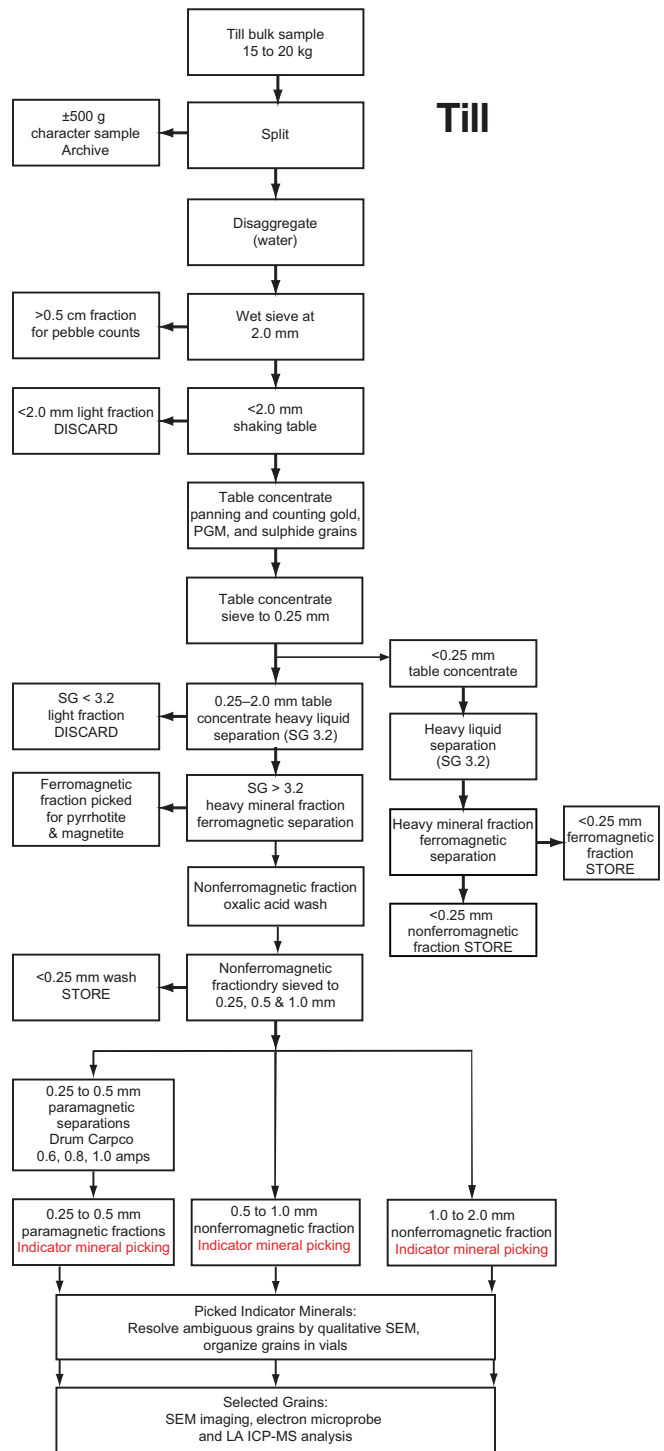 Till
Till bulk sample
15 to 20 kg
±500 g
character sample
Archive
Split
Disaggregate
(water)
>0.5 cm fraction
for pebble counts
Wet sieve at
2.0 mm
<2.0 mm light fraction
DISCARD
<2.0 mm
shaking table
Table concentrate
panning and counting gold,
PGM, and sulphide grains
Table concentrate
sieve to 0.25 mm
<0.25 mm
table concentrate
SG < 3.2
light fraction
DISCARD
0.25–2.0 mm table
concentrate heavy liquid
separation (SG 3.2)
Heavy liquid
separation
(SG 3.2)
Ferromagnetic
fraction picked
for pyrrhotite
& magnetite
SG > 3.2
heavy mineral fraction
ferromagnetic separation
Heavy mineral fraction
ferromagnetic
separation
<0.25 mm
ferromagnetic
fraction
STORE
Nonferromagnetic fraction
oxalic acid wash
<0.25 mm
nonferromagnetic
fraction STORE
<0.25 mm wash
STORE
Nonferromagnetic
fractiondry sieved to
0.25, 0.5 & 1.0 mm
0.25 to 0.5 mm
paramagnetic
separations
Drum Carpco
0.6, 0.8, 1.0 amps
0.25 to 0.5 mm
paramagnetic fractions
Indicator mineral picking
0.5 to 1.0 mm
nonferromagnetic fraction
Indicator mineral picking
1.0 to 2.0 mm
nonferromagnetic fraction
Indicator mineral picking
Picked Indicator Minerals:
Resolve ambiguous grains by qualitative SEM,
organize grains in vials
Selected Grains:
SEM imaging, electron microprobe
and LA ICP-MS analysis